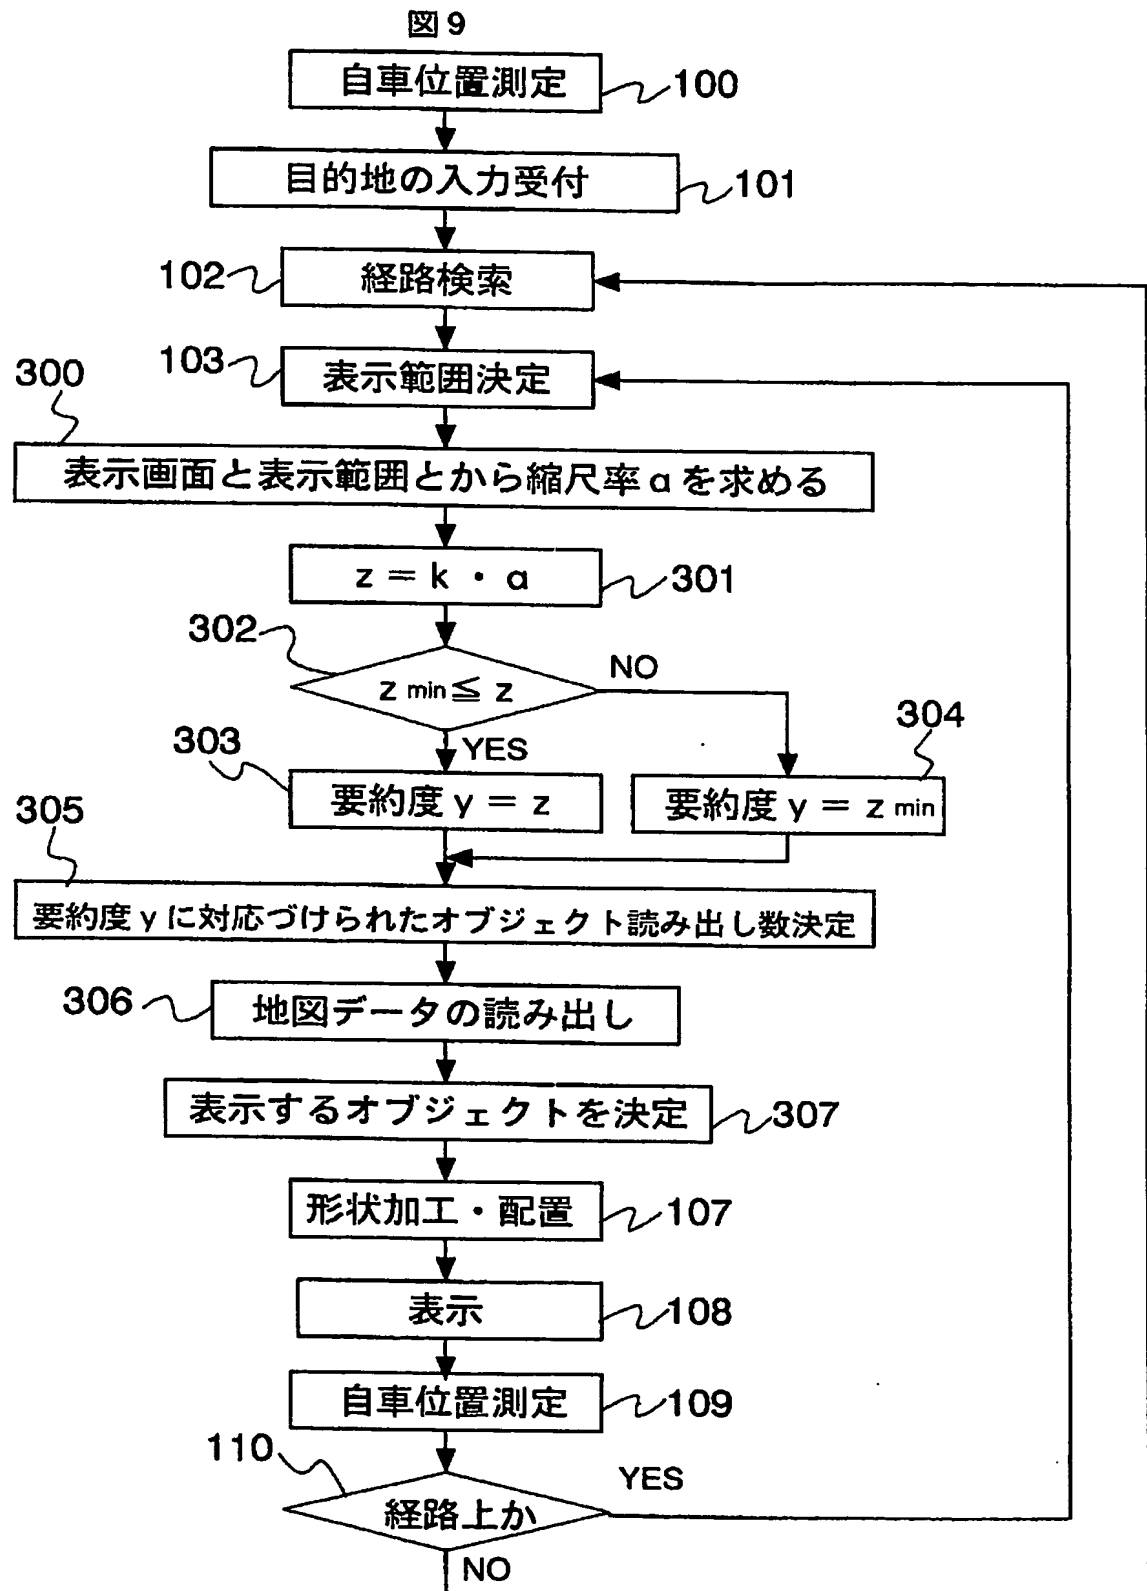 図9
自車位置測定
100
目的地の入力受付
101
102
経路検索
103
表示範囲決定
300
表示画面と表示範囲とから縮尺率αを求める
z = k ・ α
301
302
z min≦ z
NO
YES
303
要約度 y = z
304
要約度 y = z min
305
要約度 y に対応づけられたオブジェクト読み出し数決定
306
地図データの読み出し
表示するオブジェクトを決定
307
形状加工・配置
107
表示
108
自車位置測定
109
110
経路上か
YES
NO